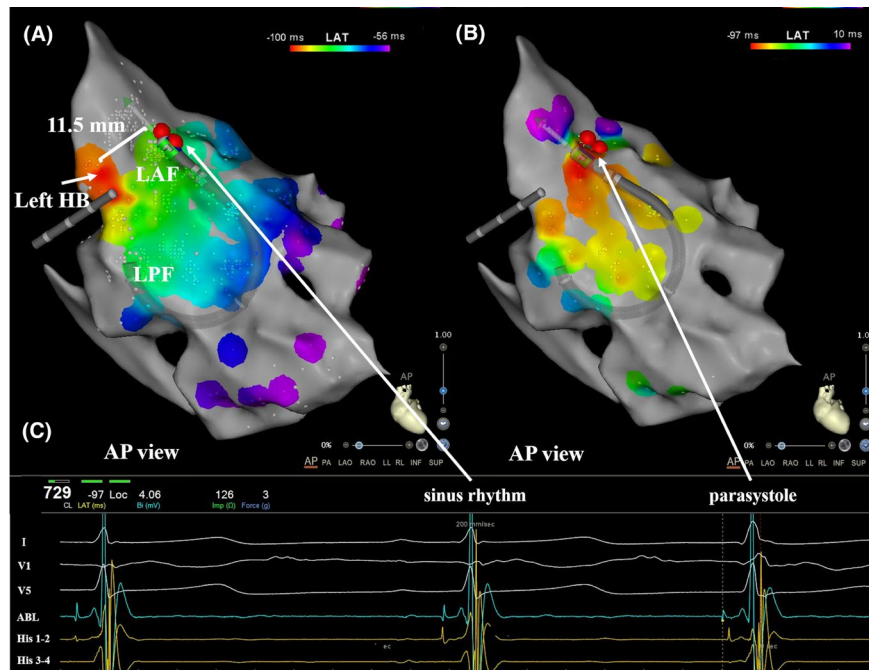 (A)
-100 ms LAT -56 ms
(B)
-97 ms LAT 10 ms
11.5 mm
LAF
Left HB
LPF
1.00
1.0
AP
AP
(C)
AP view
0%
AP PA LAO RAO LL RL INF SUP
AP view
0%
AP PA LAO RAO LL RL INF SUP
729
CL
-97
LAT (ms)
Loc
4.06
Bi (mV)
126
Imp (Ω)
3
Force (g)
sinus rhythm
parasystole
200 mm/sec
I
V1
V5
ABL
His 1-2
ec
His 3-4